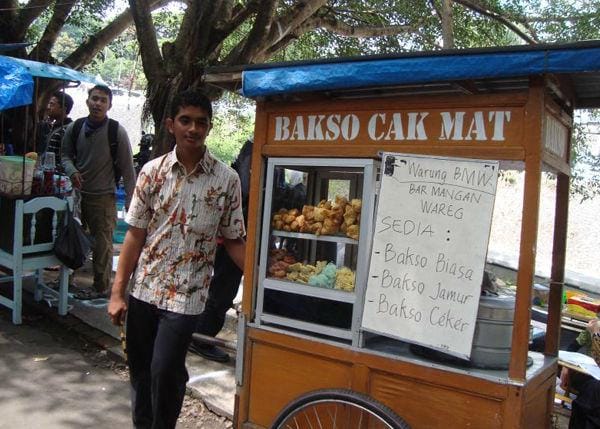 BAKSO CAK MAT
Warung BMW.
BAR MANGAN
WAREG
SEDIA :
- Bakso Biasa
- Bakso Jamur
- Bakso Ceker